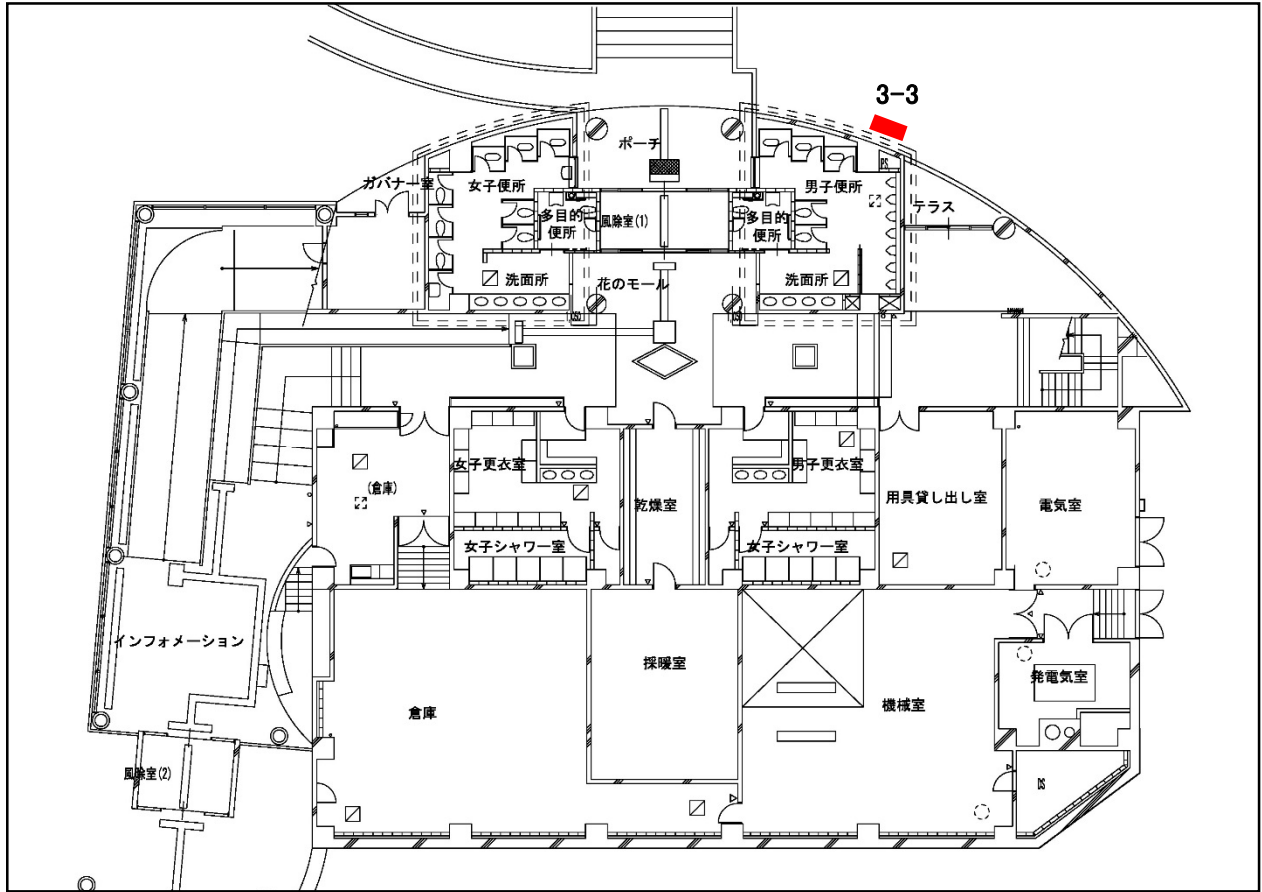 3-3
ポーチ
ガバナー室
女子便所
男子便所
PS
多目的
便所
風除室(1)
多目的
便所
テラス
洗面所
花のモール
洗面所
女子更衣室
男子更衣室
(倉庫)
乾燥室
用具貸し出し室
電気室
女子シャワー室
女子シャワー室
インフォメーション
採暖室
発電気室
倉庫
機械室
風除室(2)
DS